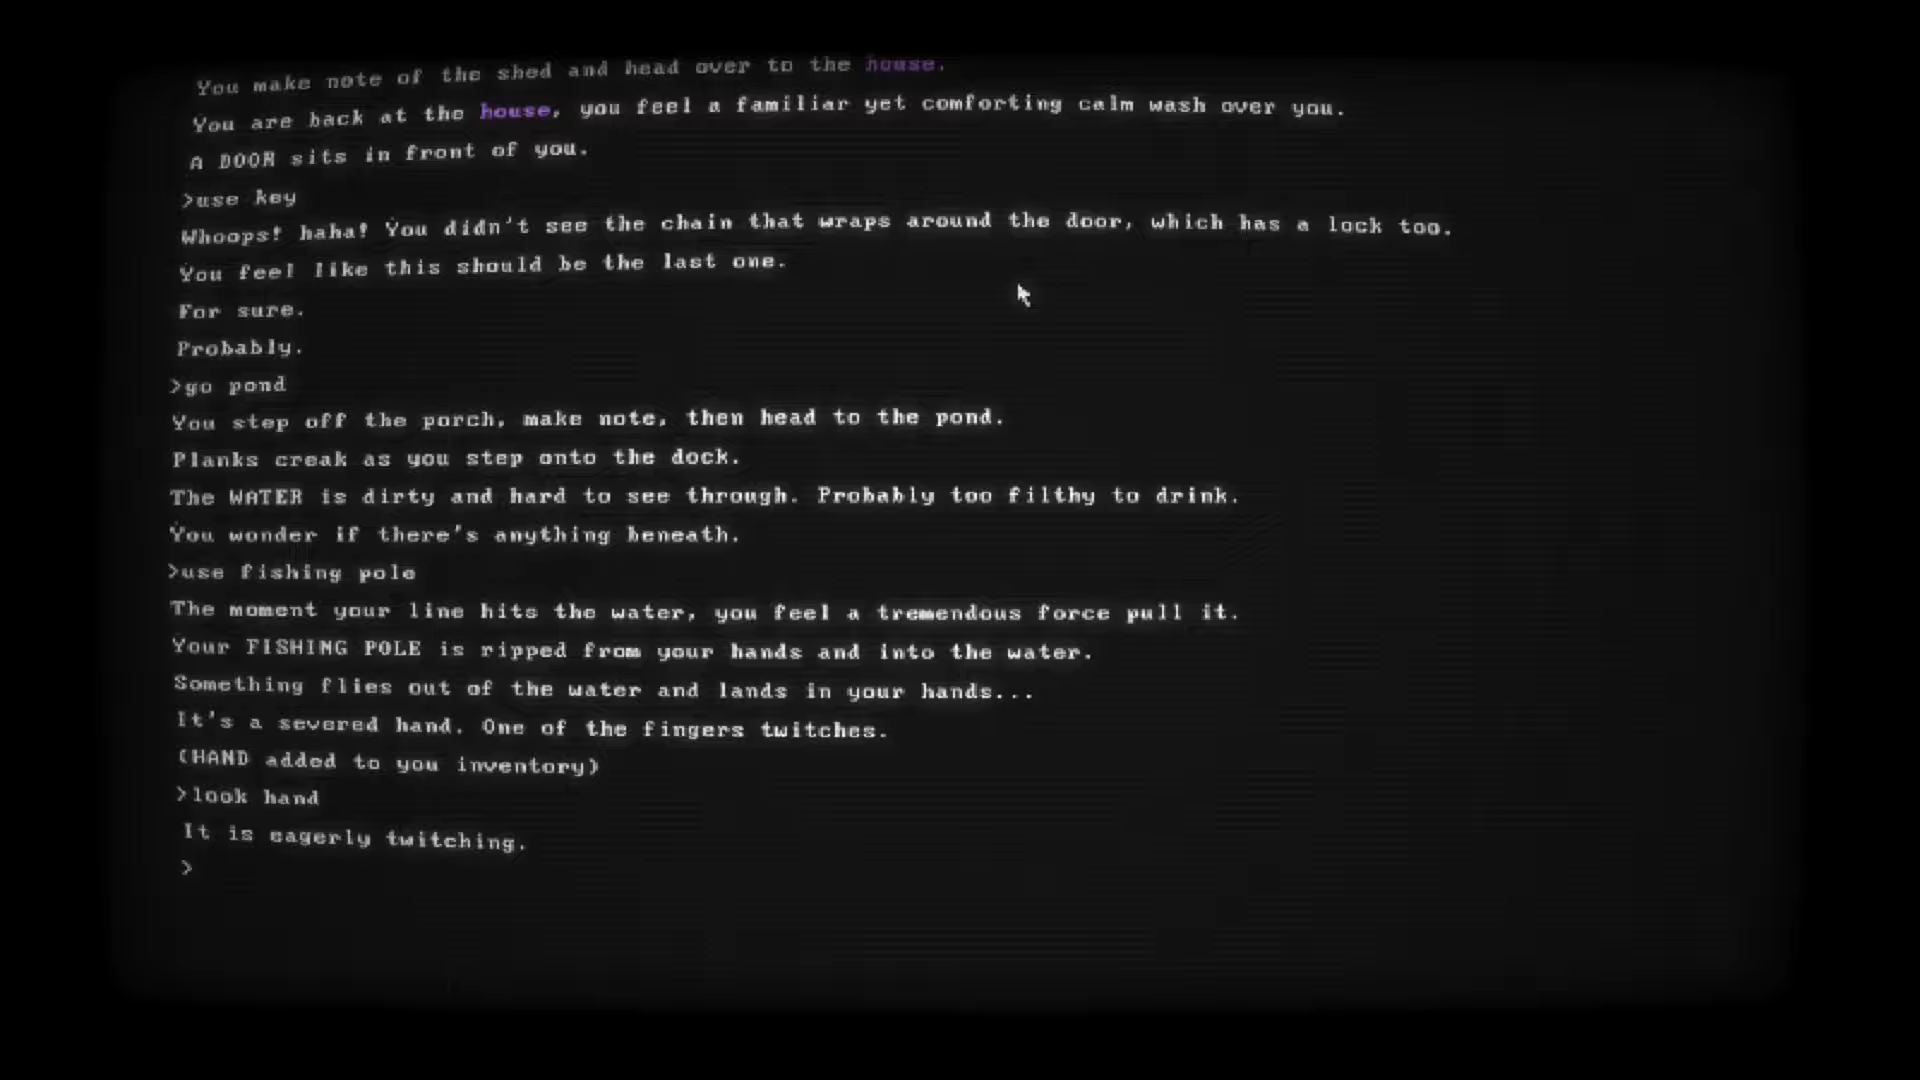 You make note of the shed and head over to the house.
You are back at the house, you feel a familiar yet comforting calm wash over you.
A DOOR sits in front of you.
>use key
Whoops! haha! You didn't see the chain that wraps around the door, which has a lock too.
You feel like this should be the last one.
For sure.
Probably.
>go pond
You step off the porch, make note, then head to the pond.
Planks creak as you step onto the dock.
The WATER is dirty and hard to see through. Probably too filthy to drink.
You wonder if there's anything beneath.
>use fishing pole
The moment your line hits the water, you feel a tremendous force pull it.
Your FISHING POLE is ripped from your hands and into the water.
Something flies out of the water and lands in your hands...
It's a severed hand. One of the fingers twitches.
(HAND added to you inventory)
>look hand
It is eagerly twitching.
>